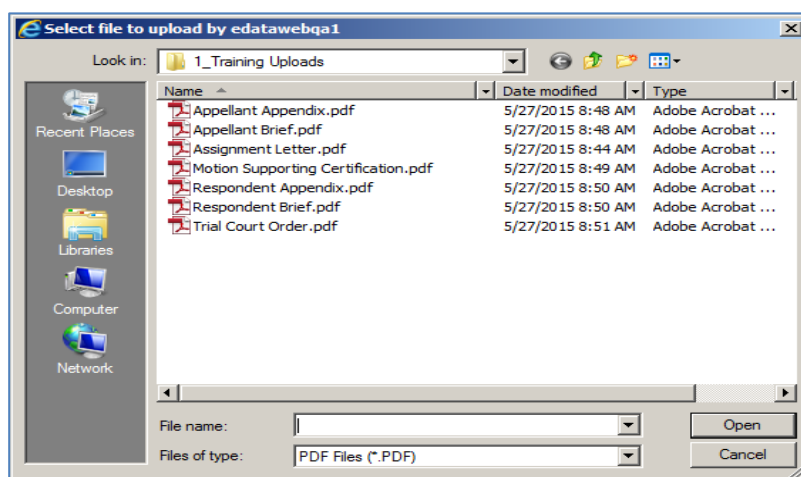 Select file to upload by edatawebqa1
Look in: 1_Training Uploads
Name Date modified Type
Appellant Appendix.pdf 5/27/2015 8:48 AM Adobe Acrobat ...
Appellant Brief.pdf 5/27/2015 8:48 AM Adobe Acrobat ...
Assignment Letter.pdf 5/27/2015 8:44 AM Adobe Acrobat ...
Motion Supporting Certification.pdf 5/27/2015 8:49 AM Adobe Acrobat ...
Respondent Appendix.pdf 5/27/2015 8:50 AM Adobe Acrobat ...
Respondent Brief.pdf 5/27/2015 8:50 AM Adobe Acrobat ...
Trial Court Order.pdf 5/27/2015 8:51 AM Adobe Acrobat ...
Recent Places
Desktop
Libraries
Computer
Network
File name: Open
Files of type: PDF Files (*.PDF) Cancel